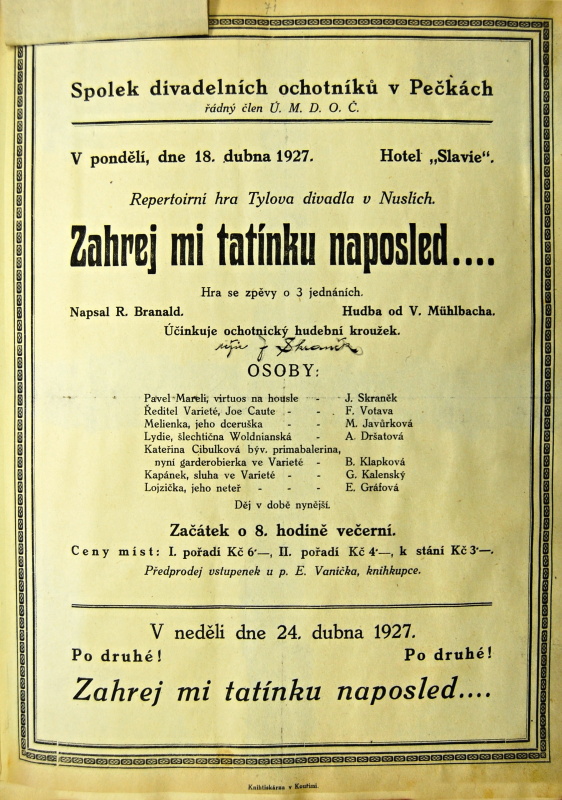 71
Spolek divadelních ochotníků v Pečkách
řádný člen Ú. M. D. O. Č.
V pondělí, dne 18. dubna 1927. Hotel „Slavie“.
Repertoirní hra Tylova divadla v Nuslích.
Zahrej mi tatínku naposled....
Hra se zpěvy o 3 jednáních.
Napsal R. Branald. Hudba od V. Mühlbacha.
Účinkuje ochotnický hudební kroužek.
OSOBY:
Pavel Mareli, virtuos na housle - J. Skraněk
Ředitel Varieté, Joe Caute - - F. Votava
Melienka, jeho dceruška - - M. Javůrková
Lydie, šlechtična Woldnianská - A. Dršatová
Kateřina Cibulková býv. primabalerina,
nyní garderobierka ve Varieté - B. Klapková
Kapánek, sluha ve Varieté - - G. Kalenský
Lojzička, jeho neteř - - - E. Gráfová
Děj v době nynější.
Začátek o 8. hodině večerní.
Ceny míst: I. pořadí Kč 6·—, II. pořadí Kč 4·—, k stání Kč 3·—.
Předprodej vstupenek u p. E. Vanička, knihkupce.
V neděli dne 24. dubna 1927.
Po druhé! Po druhé!
Zahrej mi tatínku naposled....
Knihtiskárna v Kouřimi.